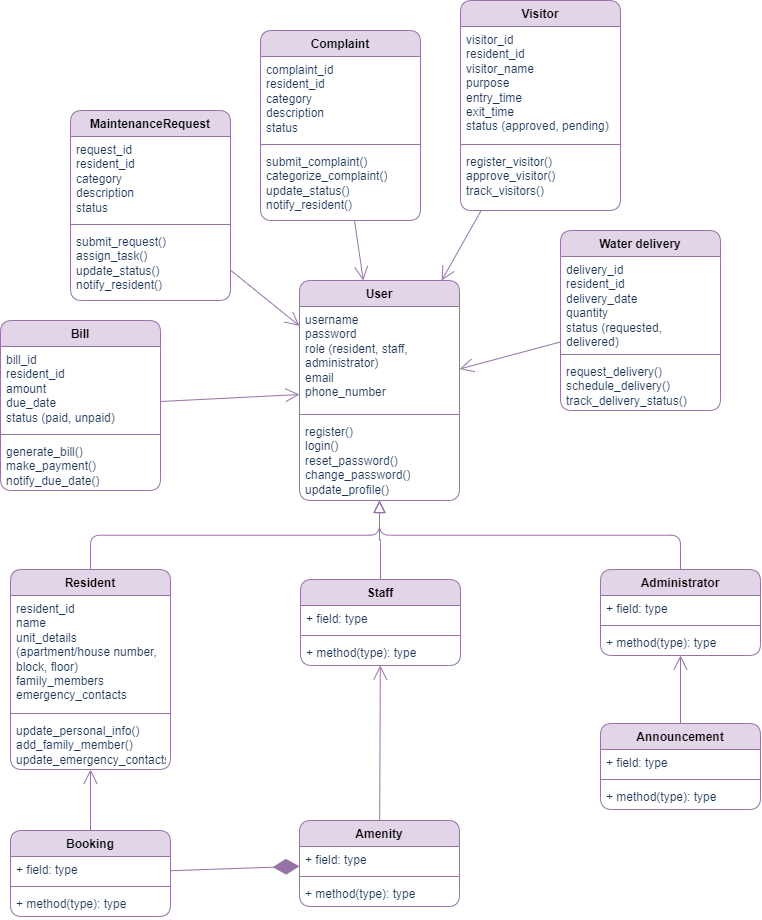 Visitor
visitor_id
resident_id
visitor_name
purpose
entry_time
exit_time
status (approved, pending)
register_visitor()
approve_visitor()
track_visitors()
Complaint
complaint_id
resident_id
category
description
status
submit_complaint()
categorize_complaint()
update_status()
notify_resident()
MaintenanceRequest
request_id
resident_id
category
description
status
submit_request()
assign_task()
update_status()
notify_resident()
Water delivery
delivery_id
resident_id
delivery_date
quantity
status (requested,
delivered)
request_delivery()
schedule_delivery()
track_delivery_status()
User
username
password
role (resident, staff,
administrator)
email
phone_number
register()
login()
reset_password()
change_password()
update_profile()
Bill
bill_id
resident_id
amount
due_date
status (paid, unpaid)
generate_bill()
make_payment()
notify_due_date()
Resident
resident_id
name
unit_details
(apartment/house number,
block, floor)
family_members
emergency_contacts
update_personal_info()
add_family_member()
update_emergency_contacts
Staff
+ field: type
+ method(type): type
Administrator
+ field: type
+ method(type): type
Announcement
+ field: type
+ method(type): type
Booking
+ field: type
+ method(type): type
Amenity
+ field: type
+ method(type): type